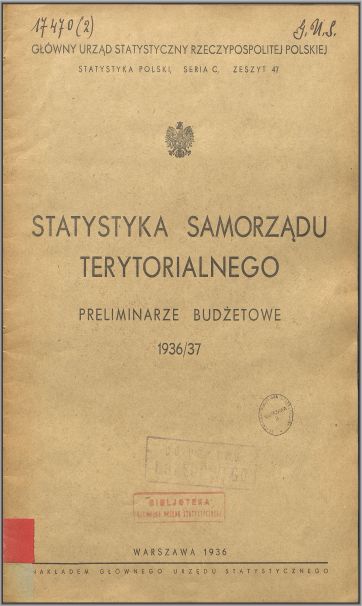 17470(2)
G.U.S.
GŁÓWNY URZĄD STATYSTYCZNY RZECZYPOSPOLITEJ POLSKIEJ
STATYSTYKA POLSKI, SERIA C, ZESZYT 47
STATYSTYKA SAMORZĄDU
TERYTORIALNEGO
PRELIMINARZE BUDŻETOWE
1936/37
BIBLJOTEKA
WARSZAWA 1936
NAKŁADEM GŁÓWNEGO URZĘDU STATYSTYCZNEGO